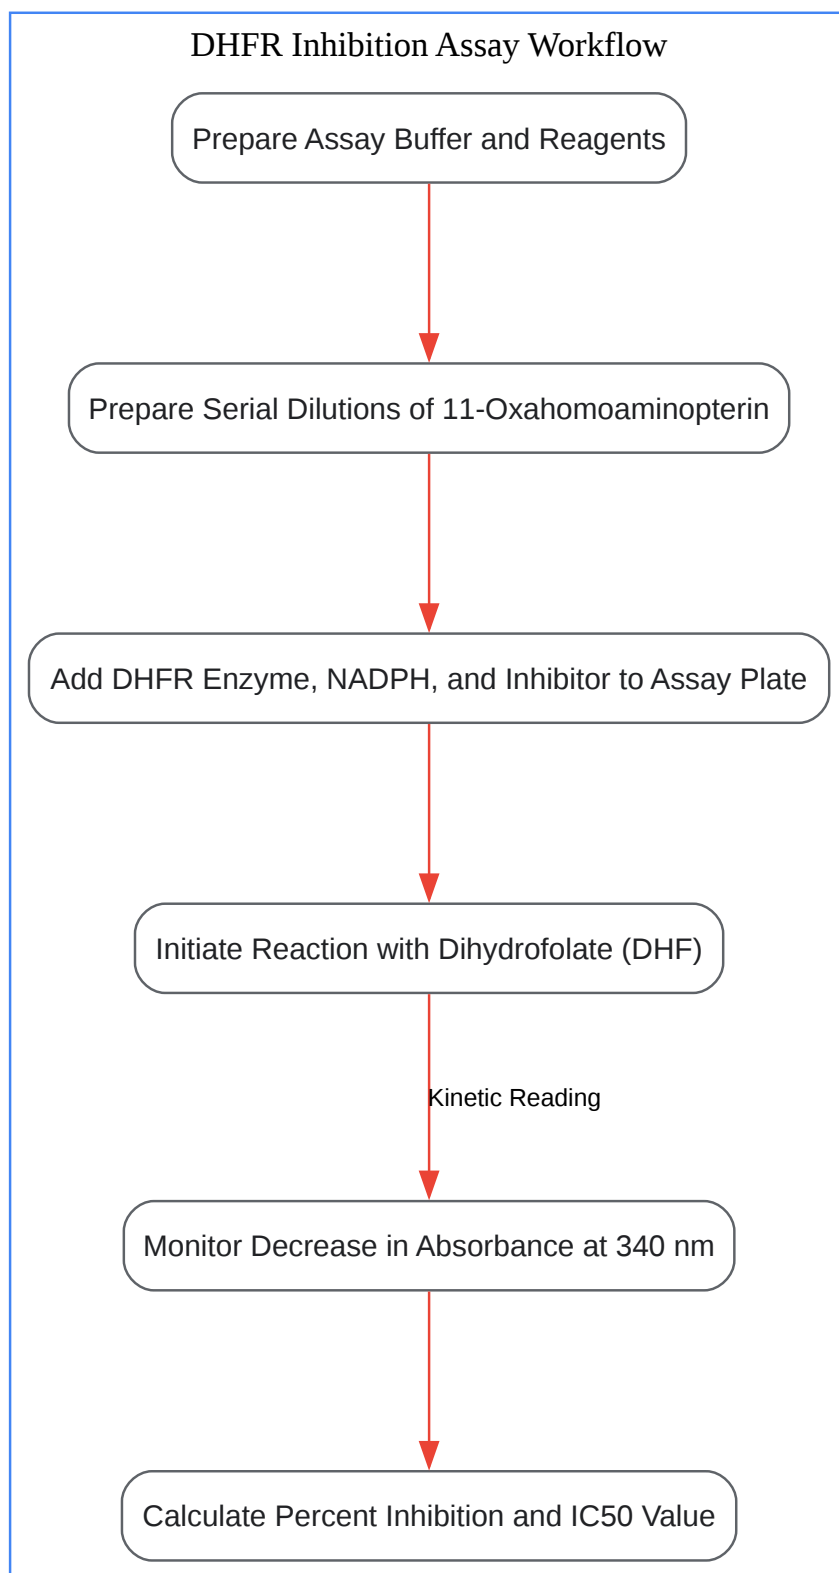 DHFR Inhibition Assay Workflow
Prepare Assay Buffer and Reagents
Prepare Serial Dilutions of 11-Oxahomoaminopterin
Add DHFR Enzyme, NADPH, and Inhibitor to Assay Plate
Initiate Reaction with Dihydrofolate (DHF)
Kinetic Reading
Monitor Decrease in Absorbance at 340 nm
Calculate Percent Inhibition and IC50 Value